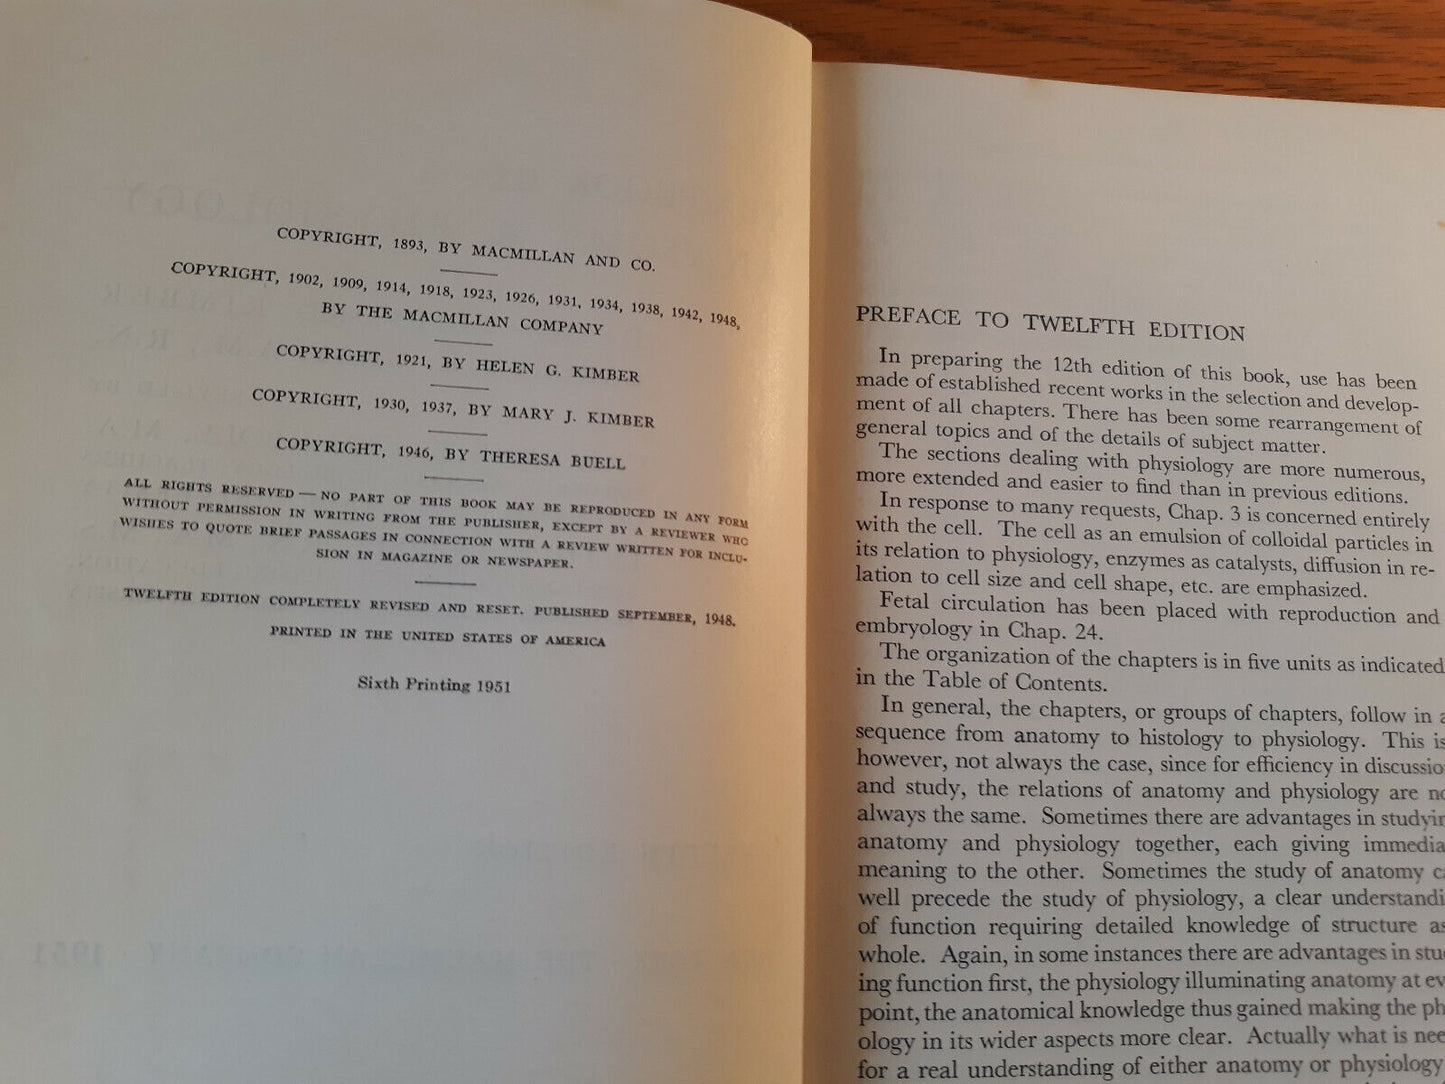 COPYRIGHT, 1893, BY MACMILLAN AND CO.
COPYRIGHT, 1902, 1909, 1914, 1918, 1923, 1926, 1931, 1934, 1938, 1942, 1948,
BY THE MACMILLAN COMPANY
COPYRIGHT, 1921, BY HELEN G. KIMBER
COPYRIGHT, 1930, 1937, BY MARY J. KIMBER
COPYRIGHT, 1946, BY THERESA BUELL
ALL RIGHTS RESERVED — NO PART OF THIS BOOK MAY BE REPRODUCED IN ANY FORM
WITHOUT PERMISSION IN WRITING FROM THE PUBLISHER, EXCEPT BY A REVIEWER WHO
WISHES TO QUOTE BRIEF PASSAGES IN CONNECTION WITH A REVIEW WRITTEN FOR INCLU-
SION IN MAGAZINE OR NEWSPAPER.
TWELFTH EDITION COMPLETELY REVISED AND RESET. PUBLISHED SEPTEMBER, 1948.
PRINTED IN THE UNITED STATES OF AMERICA
Sixth Printing 1951
PREFACE TO TWELFTH EDITION
In preparing the 12th edition of this book, use has been
made of established recent works in the selection and develop-
ment of all chapters. There has been some rearrangement of
general topics and of the details of subject matter.
The sections dealing with physiology are more numerous,
more extended and easier to find than in previous editions.
In response to many requests, Chap. 3 is concerned entirely
with the cell. The cell as an emulsion of colloidal particles in
its relation to physiology, enzymes as catalysts, diffusion in re-
lation to cell size and cell shape, etc. are emphasized.
Fetal circulation has been placed with reproduction and
embryology in Chap. 24.
The organization of the chapters is in five units as indicated
in the Table of Contents.
In general, the chapters, or groups of chapters, follow in a
sequence from anatomy to histology to physiology. This is
however, not always the case, since for efficiency in discussio
and study, the relations of anatomy and physiology are no
always the same. Sometimes there are advantages in studyin
anatomy and physiology together, each giving immedia
meaning to the other. Sometimes the study of anatomy ca
well precede the study of physiology, a clear understandi
of function requiring detailed knowledge of structure as
whole. Again, in some instances there are advantages in stu
ing function first, the physiology illuminating anatomy at ev
point, the anatomical knowledge thus gained making the ph
ology in its wider aspects more clear. Actually what is nee
for a real understanding of either anatomy or physiology